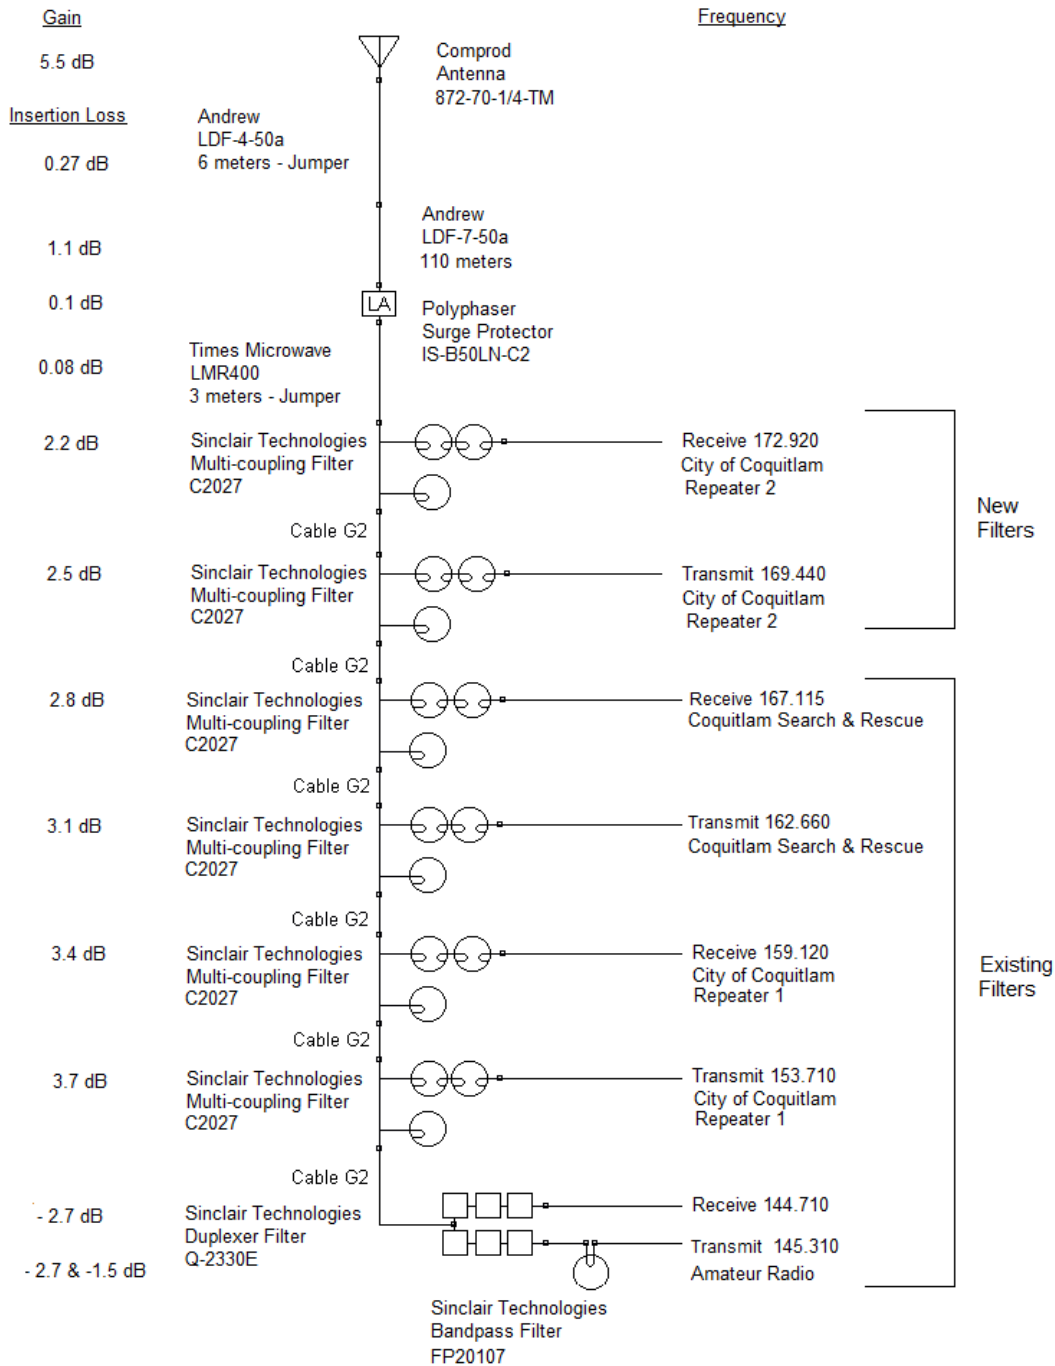 Gain
Frequency
5.5 dB
Comprod
Antenna
872-70-1/4-TM
Insertion Loss
Andrew
LDF-4-50a
6 meters - Jumper
0.27 dB
Andrew
LDF-7-50a
110 meters
1.1 dB
0.1 dB
LA
Polyphaser
Surge Protector
IS-B50LN-C2
0.08 dB
Times Microwave
LMR400
3 meters - Jumper
2.2 dB
Sinclair Technologies
Multi-coupling Filter
C2027
Receive 172.920
City of Coquitlam
Repeater 2
New
Filters
Cable G2
2.5 dB
Sinclair Technologies
Multi-coupling Filter
C2027
Transmit 169.440
City of Coquitlam
Repeater 2
Cable G2
2.8 dB
Sinclair Technologies
Multi-coupling Filter
C2027
Receive 167.115
Coquitlam Search & Rescue
Cable G2
3.1 dB
Sinclair Technologies
Multi-coupling Filter
C2027
Transmit 162.660
Coquitlam Search & Rescue
Cable G2
3.4 dB
Sinclair Technologies
Multi-coupling Filter
C2027
Receive 159.120
City of Coquitlam
Repeater 1
Existing
Filters
Cable G2
3.7 dB
Sinclair Technologies
Multi-coupling Filter
C2027
Transmit 153.710
City of Coquitlam
Repeater 1
Cable G2
- 2.7 dB
Sinclair Technologies
Duplexer Filter
Q-2330E
Receive 144.710
- 2.7 & -1.5 dB
Transmit 145.310
Amateur Radio
Sinclair Technologies
Bandpass Filter
FP20107